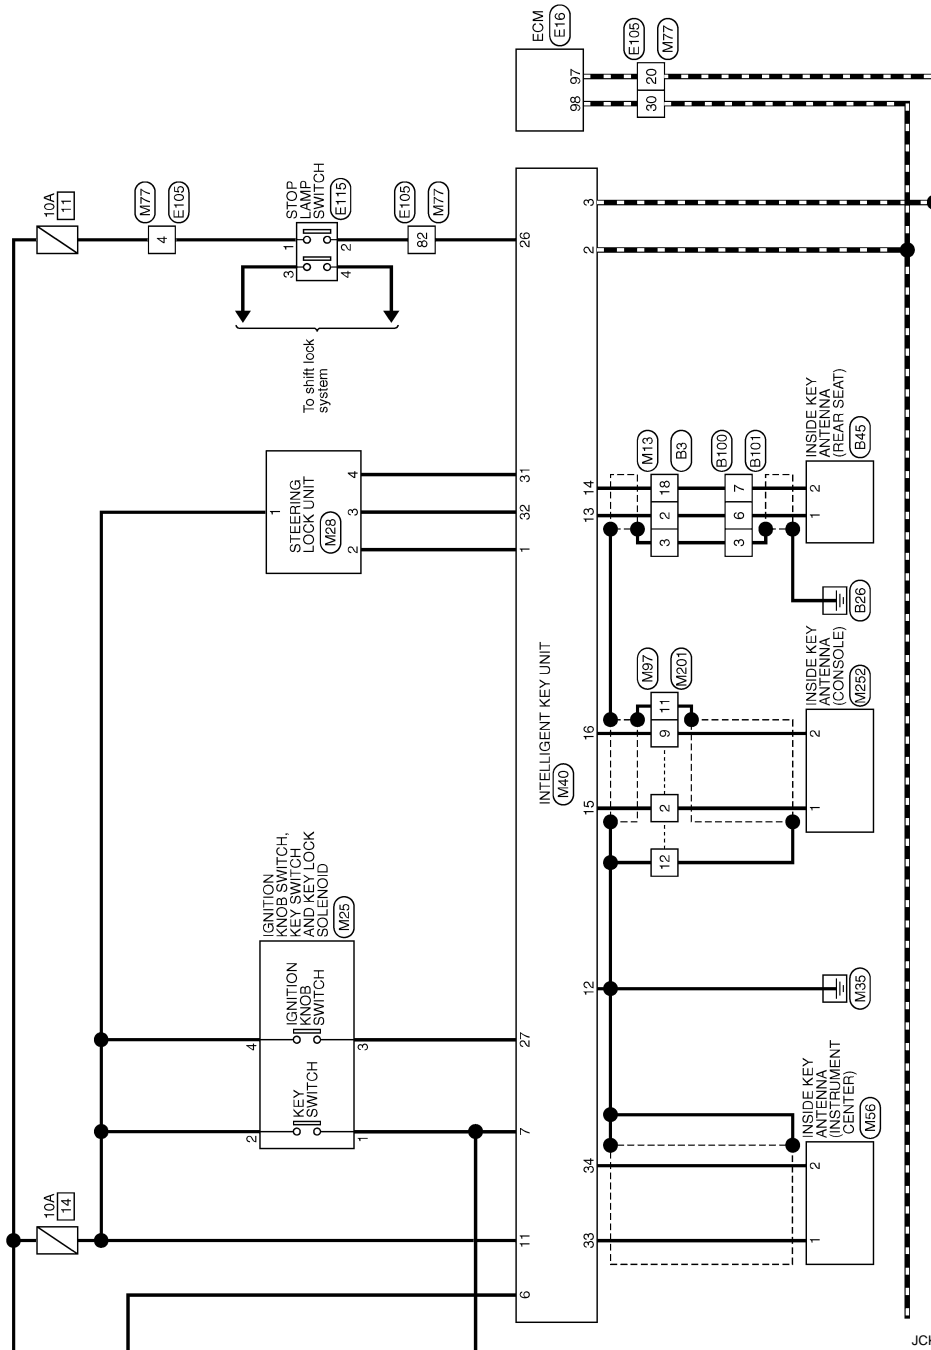 ECM
E16
97
98
E105
M77
20
30
10A
11
M77
E105
4
STOP
LAMP
SWITCH
E115
1
2
3
4
E105
M77
82
26
3
2
To shift lock
system
STEERING
LOCK UNIT
M28
1
4
3
2
31
32
1
14
13
M13
B3
B100
B101
18
2
3
7
6
3
INSIDE KEY
ANTENNA
(REAR SEAT)
B45
2
1
B26
INTELLIGENT KEY UNIT
M40
16
15
M97
M201
11
9
2
12
INSIDE KEY
ANTENNA
(CONSOLE)
M252
2
1
IGNITION
KNOB SWITCH,
KEY SWITCH
AND KEY LOCK
SOLENOID
M25
IGNITION
KNOB
SWITCH
4
3
KEY
SWITCH
2
1
27
7
12
M35
INSIDE KEY
ANTENNA
(INSTRUMENT
CENTER)
M56
34
33
2
1
10A
14
11
6